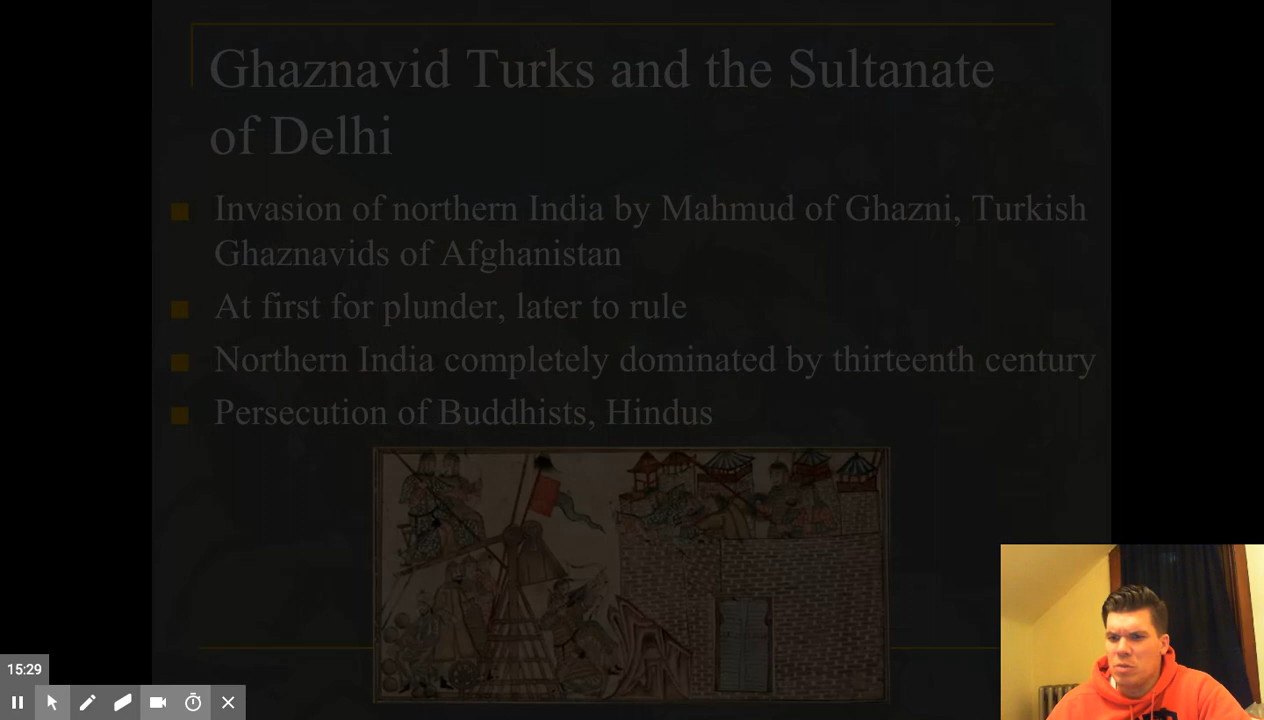 Ghaznavid Turks and the Sultanate
of Delhi
Invasion of northern India by Mahmud of Ghazni, Turkish
Ghaznavids of Afghanistan
At first for plunder, later to rule
Northern India completely dominated by thirteenth century
Persecution of Buddhists, Hindus
15:29